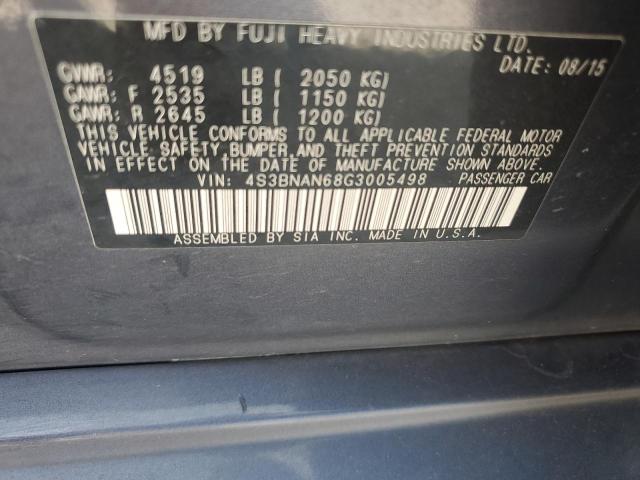 MFD BY FUJI HEAVY INDUSTRIES LTD.
DATE: 08/15
GVWR: 4519 LB ( 2050 KG)
GAWR: F 2535 LB ( 1150 KG)
GAWR: R 2645 LB ( 1200 KG)
THIS VEHICLE CONFORMS TO ALL APPLICABLE FEDERAL MOTOR
VEHICLE SAFETY, BUMPER, AND THEFT PREVENTION STANDARDS
IN EFFECT ON THE DATE OF MANUFACTURE SHOWN ABOVE.
VIN: 4S3BNAN68G3005498 PASSENGER CAR
ASSEMBLED BY SIA INC. MADE IN U.S.A.